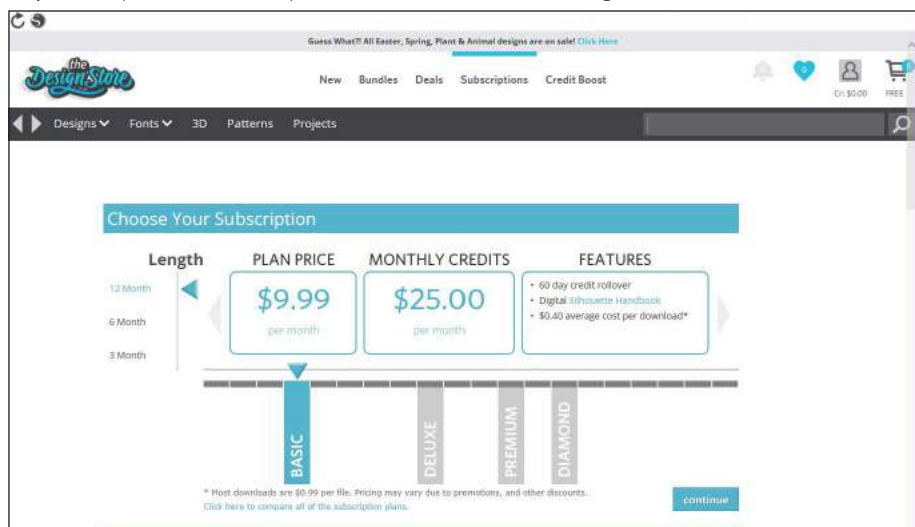 Guess What?! All Easter, Spring, Plant & Animal designs are on sale! Click Here
the
Design Store
New Bundles Deals Subscriptions Credit Boost
0
0
Cr: $0.00 FREE
Designs Fonts 3D Patterns Projects
Choose Your Subscription
Length PLAN PRICE MONTHLY CREDITS FEATURES
12 Month
6 Month
3 Month
$9.99
per month
$25.00
per month
• 60 day credit rollover
• Digital Silhouette Handbook
• $0.40 average cost per download*
BASIC
DELUXE
PREMIUM
DIAMOND
* Most downloads are $0.99 per file. Pricing may vary due to promotions, and other discounts.
Click here to compare all of the subscription plans.
continue